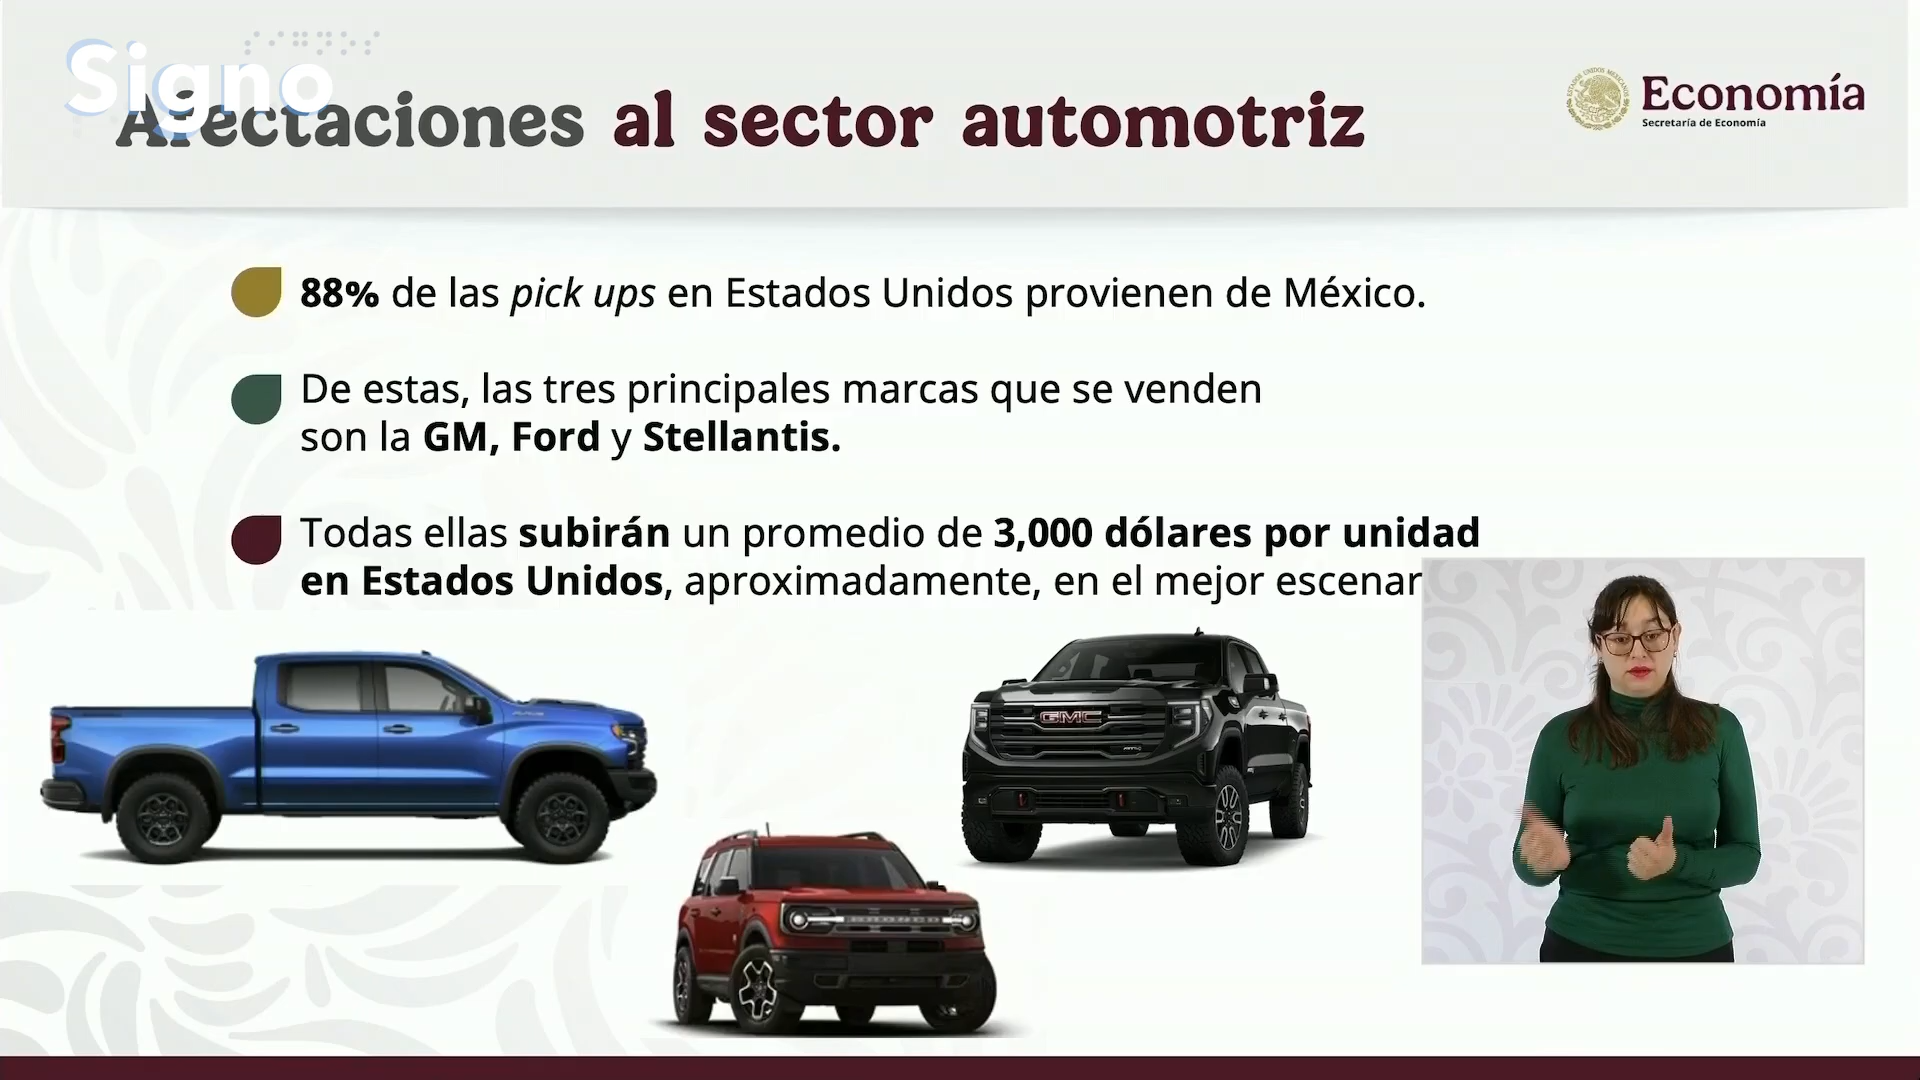 Signo
Afectaciones al sector automotriz
Economía
Secretaría de Economía
88% de las pick ups en Estados Unidos provienen de México.
De estas, las tres principales marcas que se venden
son la GM, Ford y Stellantis.
Todas ellas subirán un promedio de 3,000 dólares por unidad
en Estados Unidos, aproximadamente, en el mejor escenar
GMC
BRONCO